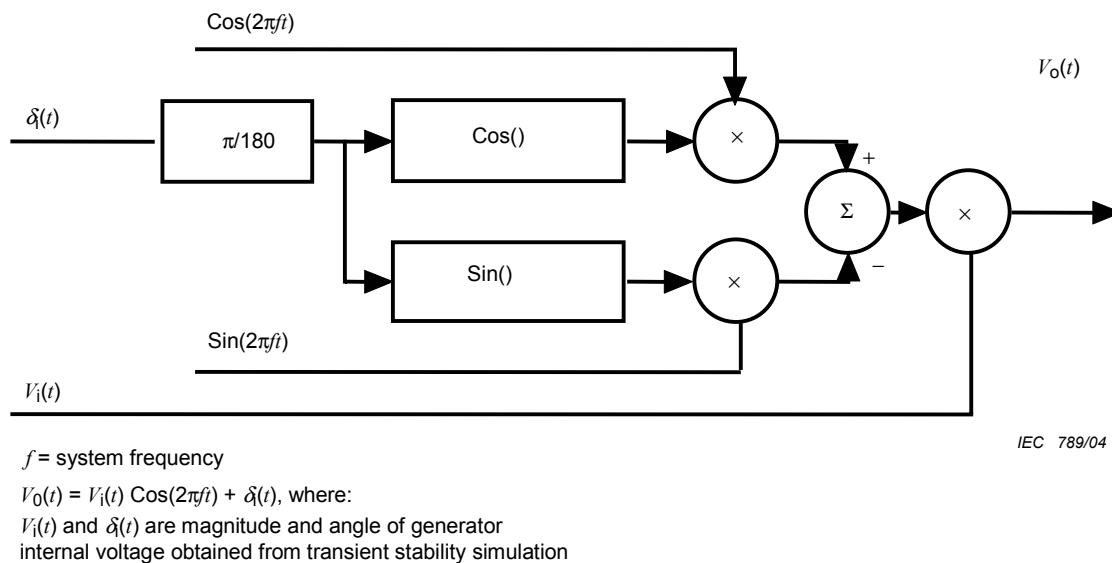 Cos(2πft)
Vo(t)
δi(t)
π/180
Cos()
×
+
Σ
×
−
Sin()
×
Sin(2πft)
Vi(t)
IEC 789/04
f = system frequency
V0(t) = Vi(t) Cos(2πft) + δi(t), where:
Vi(t) and δi(t) are magnitude and angle of generator
internal voltage obtained from transient stability simulation